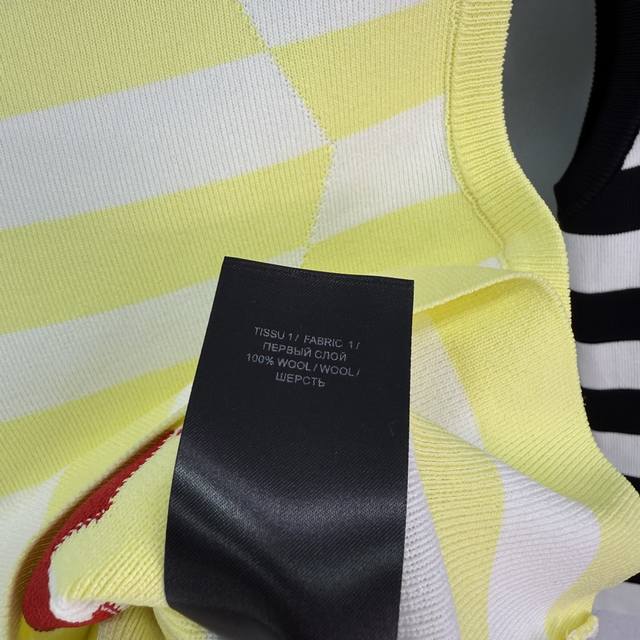 TISSU 1 / FABRIC 1 /
ПЕРВЫЙ СЛОЙ
100% WOOL / WOOL /
ШЕРСТЬ